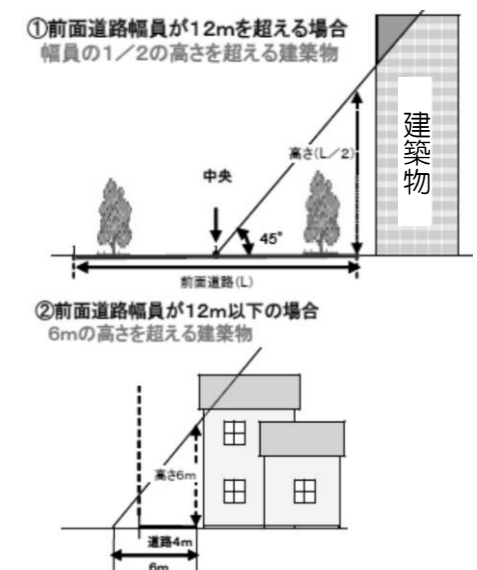 ①前面道路幅員が12mを超える場合
幅員の1/2の高さを超える建築物
建築物
高さ(L/2)
中央
45°
前面道路(L)
②前面道路幅員が12m以下の場合
6mの高さを超える建築物
高さ6m
道路4m
6m